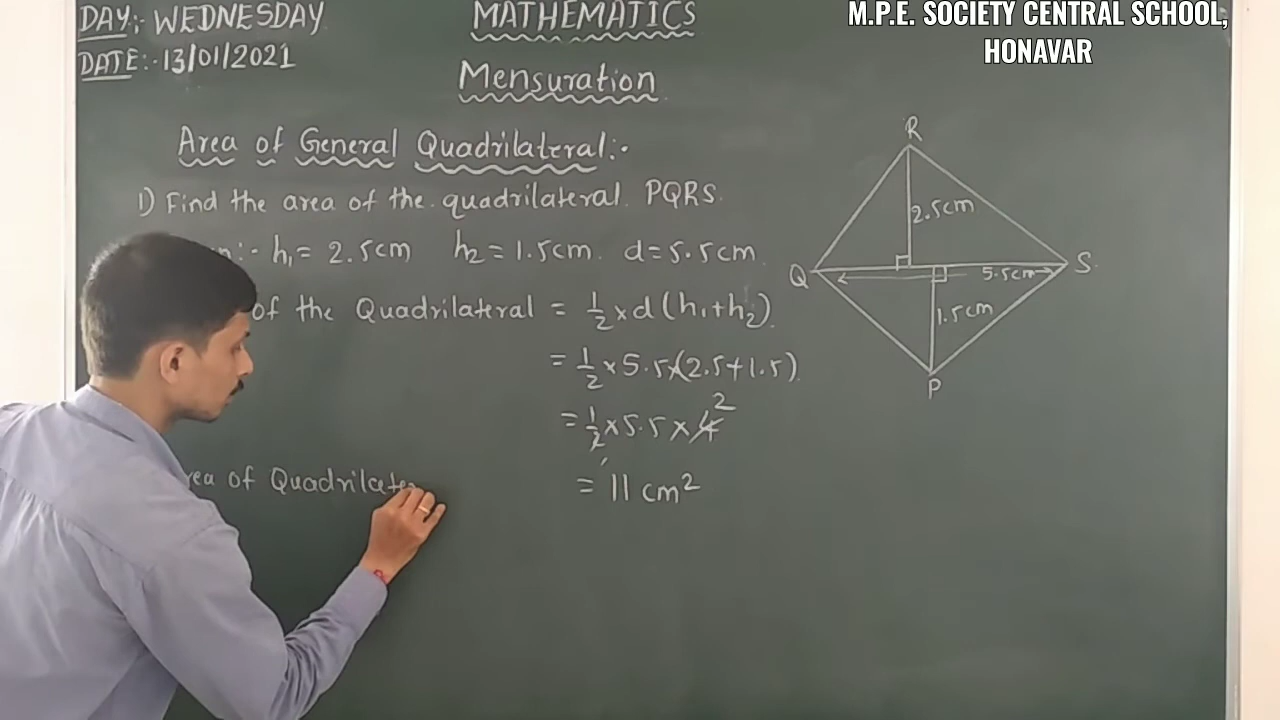 DAY: WEDNESDAY
DATE:- 13/01/2021
MATHEMATICS
Mensuration
M.P.E. SOCIETY CENTRAL SCHOOL,
HONAVAR
Area of General Quadrilateral:-
1) Find the area of the quadrilateral PQRS.
:- h₁ = 2.5cm h₂ = 1.5cm. d = 5.5cm.
of the Quadrilateral = 1/2 × d (h₁+h₂)
= 1/2 × 5.5×(2.5+1.5)
= 1/2 × 5.5 × 4 2
= 11 cm²
rea of Quadrilate
R
2.5cm
Q
S
5.5cm
1.5cm
P